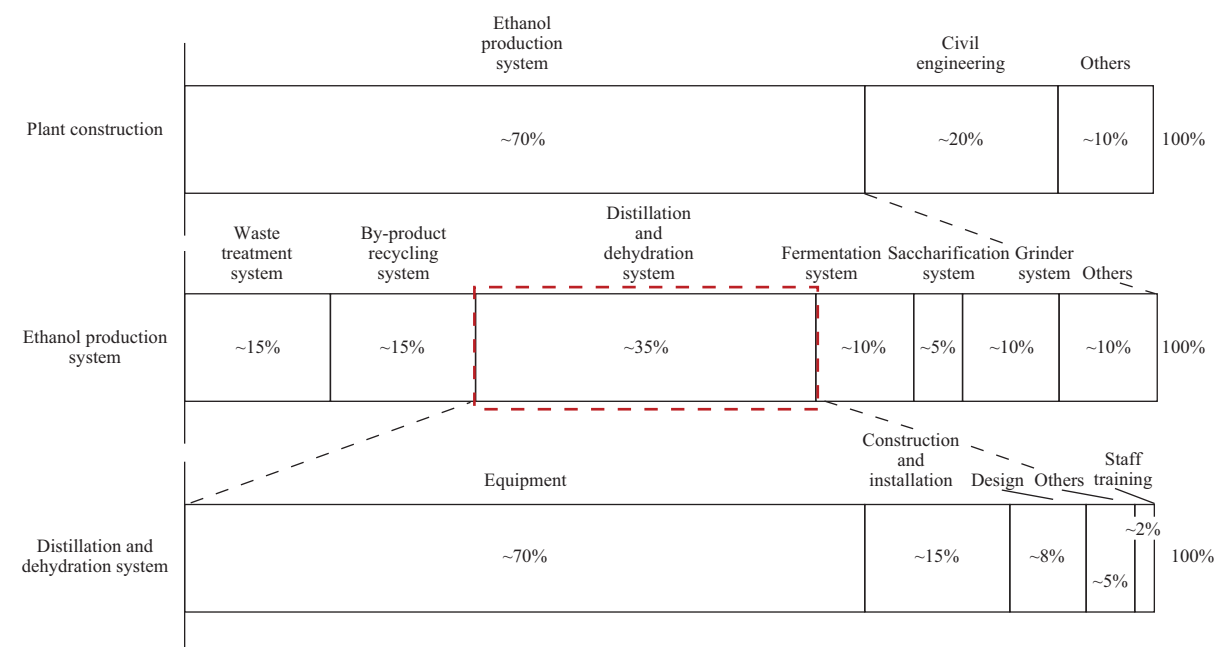 Ethanol
production
system
Civil
engineering
Others
Plant construction
~70%
~20%
~10%
100%
Waste
treatment
system
By-product
recycling
system
Distillation
and
dehydration
system
Fermentation
system
Saccharification
system
Grinder
system
Others
Ethanol production
system
~15%
~15%
~35%
~10%
~5%
~10%
~10%
100%
Equipment
Construction
and
installation
Design
Others
Staff
training
Distillation and
dehydration system
~70%
~15%
~8%
~5%
~2%
100%